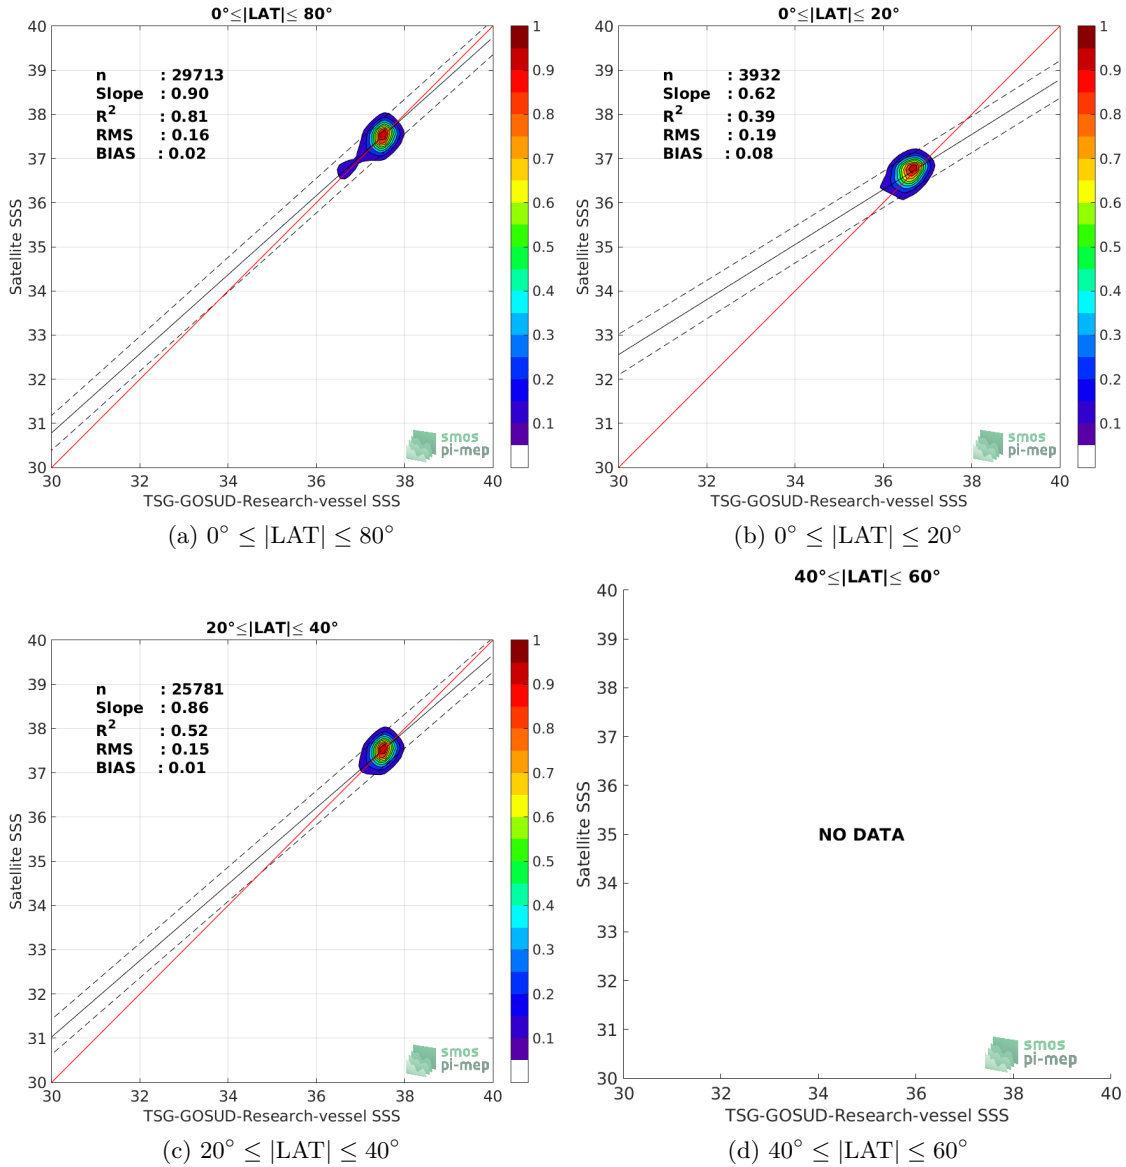 0°≤|LAT|≤ 80°
40
39
38
37
36
35
34
33
32
31
30
30 32 34 36 38 40
Satellite SSS
TSG-GOSUD-Research-vessel SSS
n : 29713
Slope : 0.90
R² : 0.81
RMS : 0.16
BIAS : 0.02
smos
pi-mep
1
0.9
0.8
0.7
0.6
0.5
0.4
0.3
0.2
0.1
(a) 0° ≤ |LAT| ≤ 80°
0°≤|LAT|≤ 20°
40
39
38
37
36
35
34
33
32
31
30
30 32 34 36 38 40
Satellite SSS
TSG-GOSUD-Research-vessel SSS
n : 3932
Slope : 0.62
R² : 0.39
RMS : 0.19
BIAS : 0.08
smos
pi-mep
1
0.9
0.8
0.7
0.6
0.5
0.4
0.3
0.2
0.1
(b) 0° ≤ |LAT| ≤ 20°
20°≤|LAT|≤ 40°
40
39
38
37
36
35
34
33
32
31
30
30 32 34 36 38 40
Satellite SSS
TSG-GOSUD-Research-vessel SSS
n : 25781
Slope : 0.86
R² : 0.52
RMS : 0.15
BIAS : 0.01
smos
pi-mep
1
0.9
0.8
0.7
0.6
0.5
0.4
0.3
0.2
0.1
(c) 20° ≤ |LAT| ≤ 40°
40°≤|LAT|≤ 60°
40
39
38
37
36
35
34
33
32
31
30
30 32 34 36 38 40
Satellite SSS
TSG-GOSUD-Research-vessel SSS
NO DATA
smos
pi-mep
(d) 40° ≤ |LAT| ≤ 60°